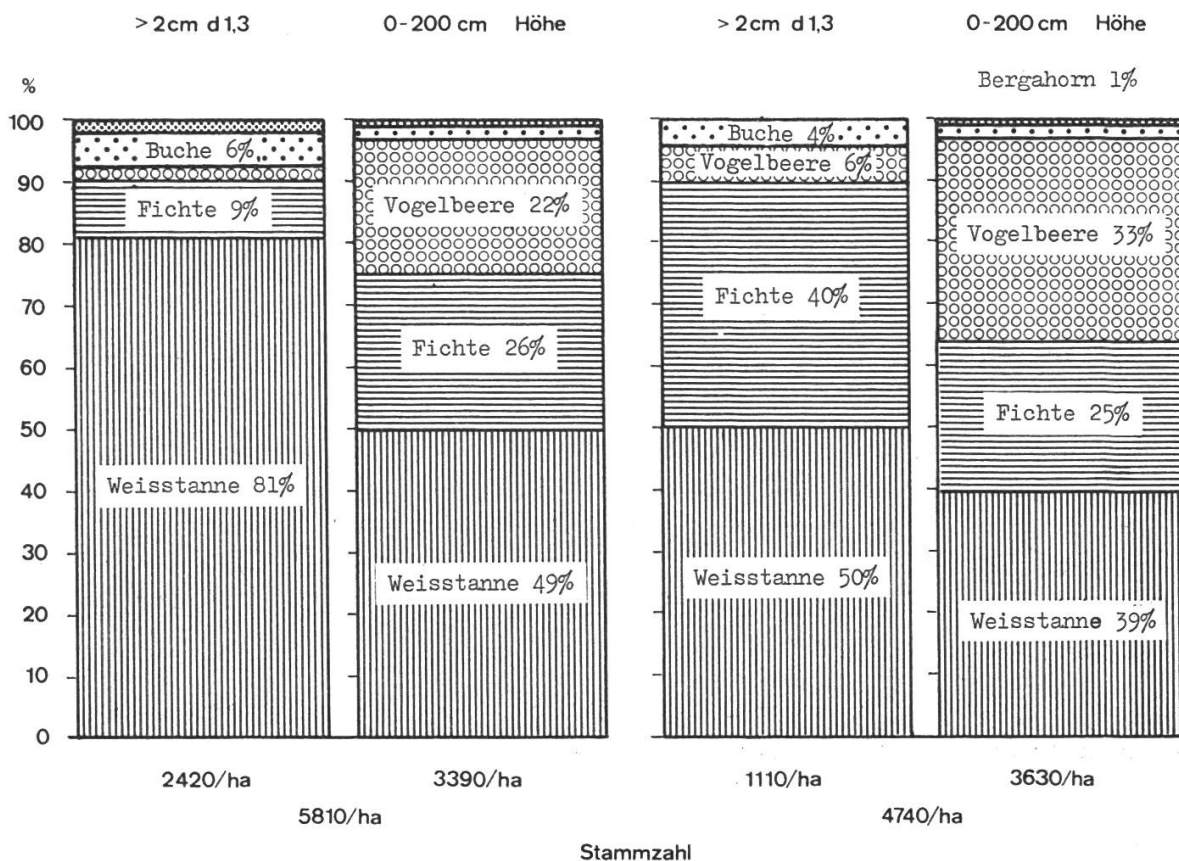 > 2cm d 1,3 0-200 cm Höhe > 2cm d 1,3 0-200 cm Höhe
Bergahorn 1%
%
100
Buche 6% Buche 4%
Vogelbeere 6%
90
Fichte 9% Vogelbeere 22%
Vogelbeere 33%
80
70
Fichte 40%
Fichte 26%
60
Fichte 25%
50
Weisstanne 81%
40
30
Weisstanne 49% Weisstanne 50%
20
Weisstanne 39%
10
0
2420/ha 3390/ha 1110/ha 3630/ha
5810/ha 4740/ha
Stammzahl